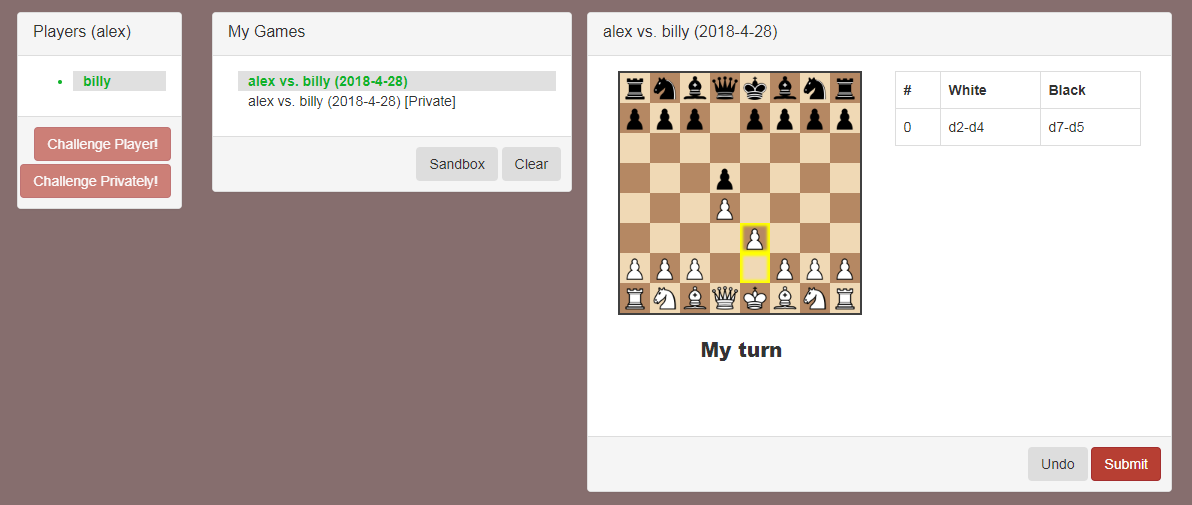 Players (alex)
billy
Challenge Player!
Challenge Privately!
My Games
alex vs. billy (2018-4-28)
alex vs. billy (2018-4-28) [Private]
Sandbox Clear
alex vs. billy (2018-4-28)
# White Black
0 d2-d4 d7-d5
My turn
Undo Submit